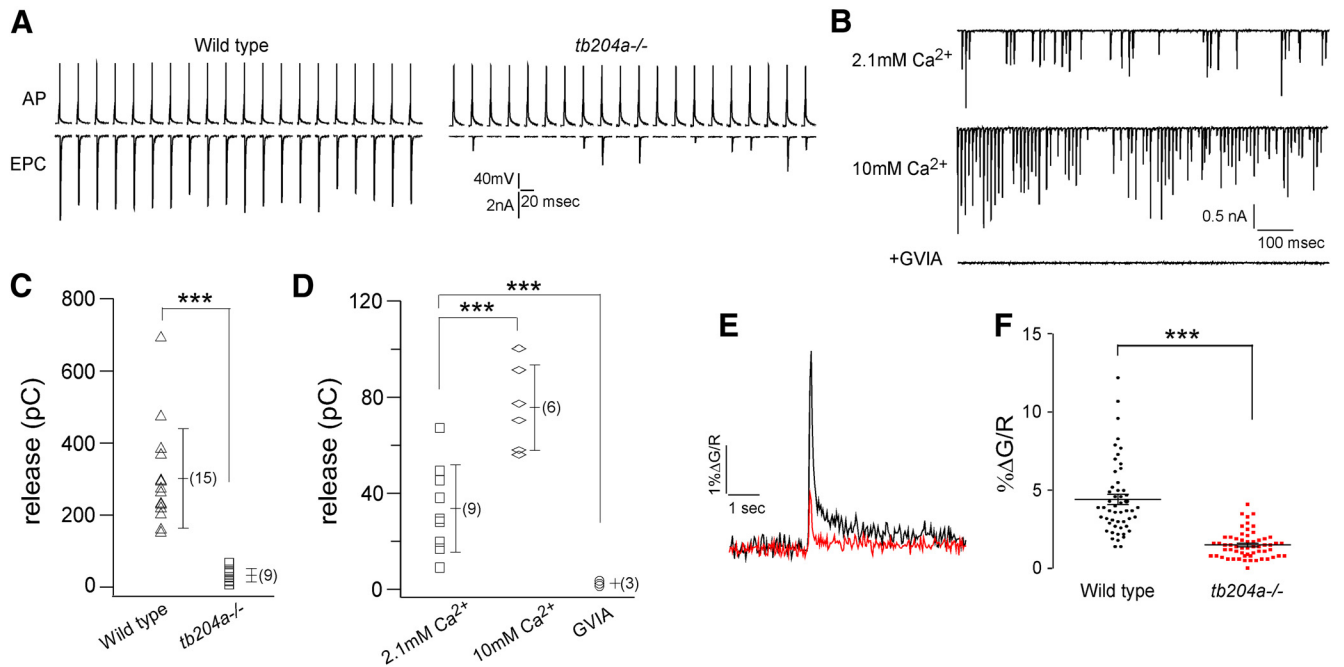 A
Wild type
tb204a-/-
AP
EPC
40mV
2nA
20 msec
B
2.1mM Ca2+
10mM Ca2+
0.5 nA
100 msec
+GVIA
C
800
600
400
200
0
release (pC)
***
(15)
(9)
Wild type
tb204a-/-
D
120
80
40
0
release (pC)
***
***
(9)
(6)
(3)
2.1mM Ca2+
10mM Ca2+
GVIA
E
1%ΔG/R
1 sec
F
15
10
5
0
%ΔG/R
***
Wild type
tb204a-/-